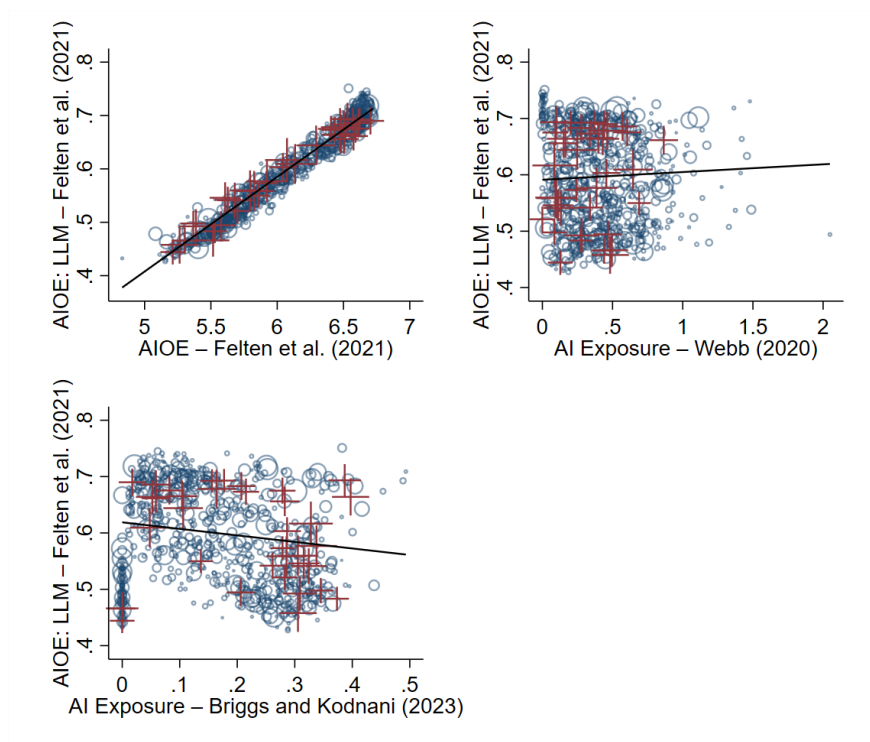 AIOE: LLM – Felten et al. (2021)
.8
.7
.6
.5
.4
5 5.5 6 6.5 7
AIOE – Felten et al. (2021)
AIOE: LLM – Felten et al. (2021)
.8
.7
.6
.5
.4
0 .5 1 1.5 2
AI Exposure – Webb (2020)
AIOE: LLM – Felten et al. (2021)
.8
.7
.6
.5
.4
0 .1 .2 .3 .4 .5
AI Exposure – Briggs and Kodnani (2023)